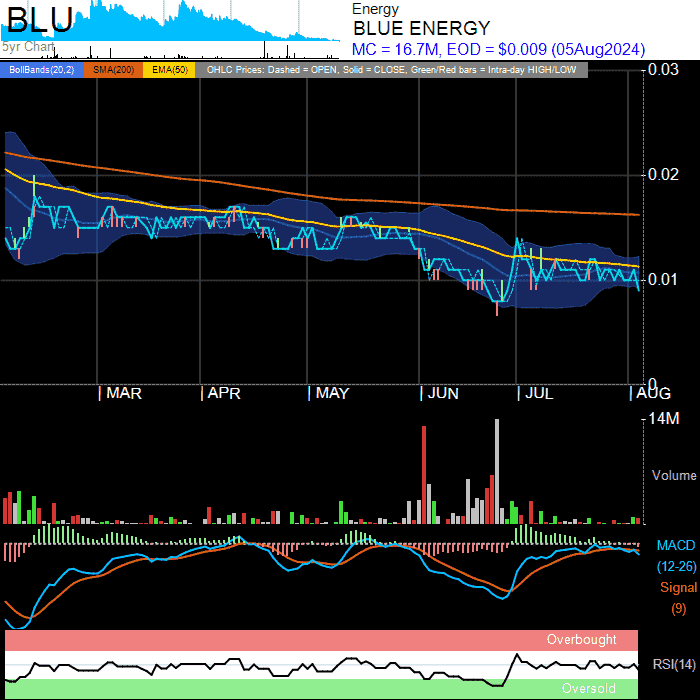 BLU
5yr Chart
Energy
BLUE ENERGY
MC = 16.7M, EOD = $0.009 (05Aug2024)
BollBands(20,2) SMA(200) EMA(50) OHLC Prices: Dashed = OPEN, Solid = CLOSE, Green/Red bars = Intra-day HIGH/LOW
0.03
0.02
0.01
0
| MAR | APR | MAY | JUN | JUL | AUG
14M
Volume
MACD
(12-26)
Signal
(9)
Overbought
RSI(14)
Oversold